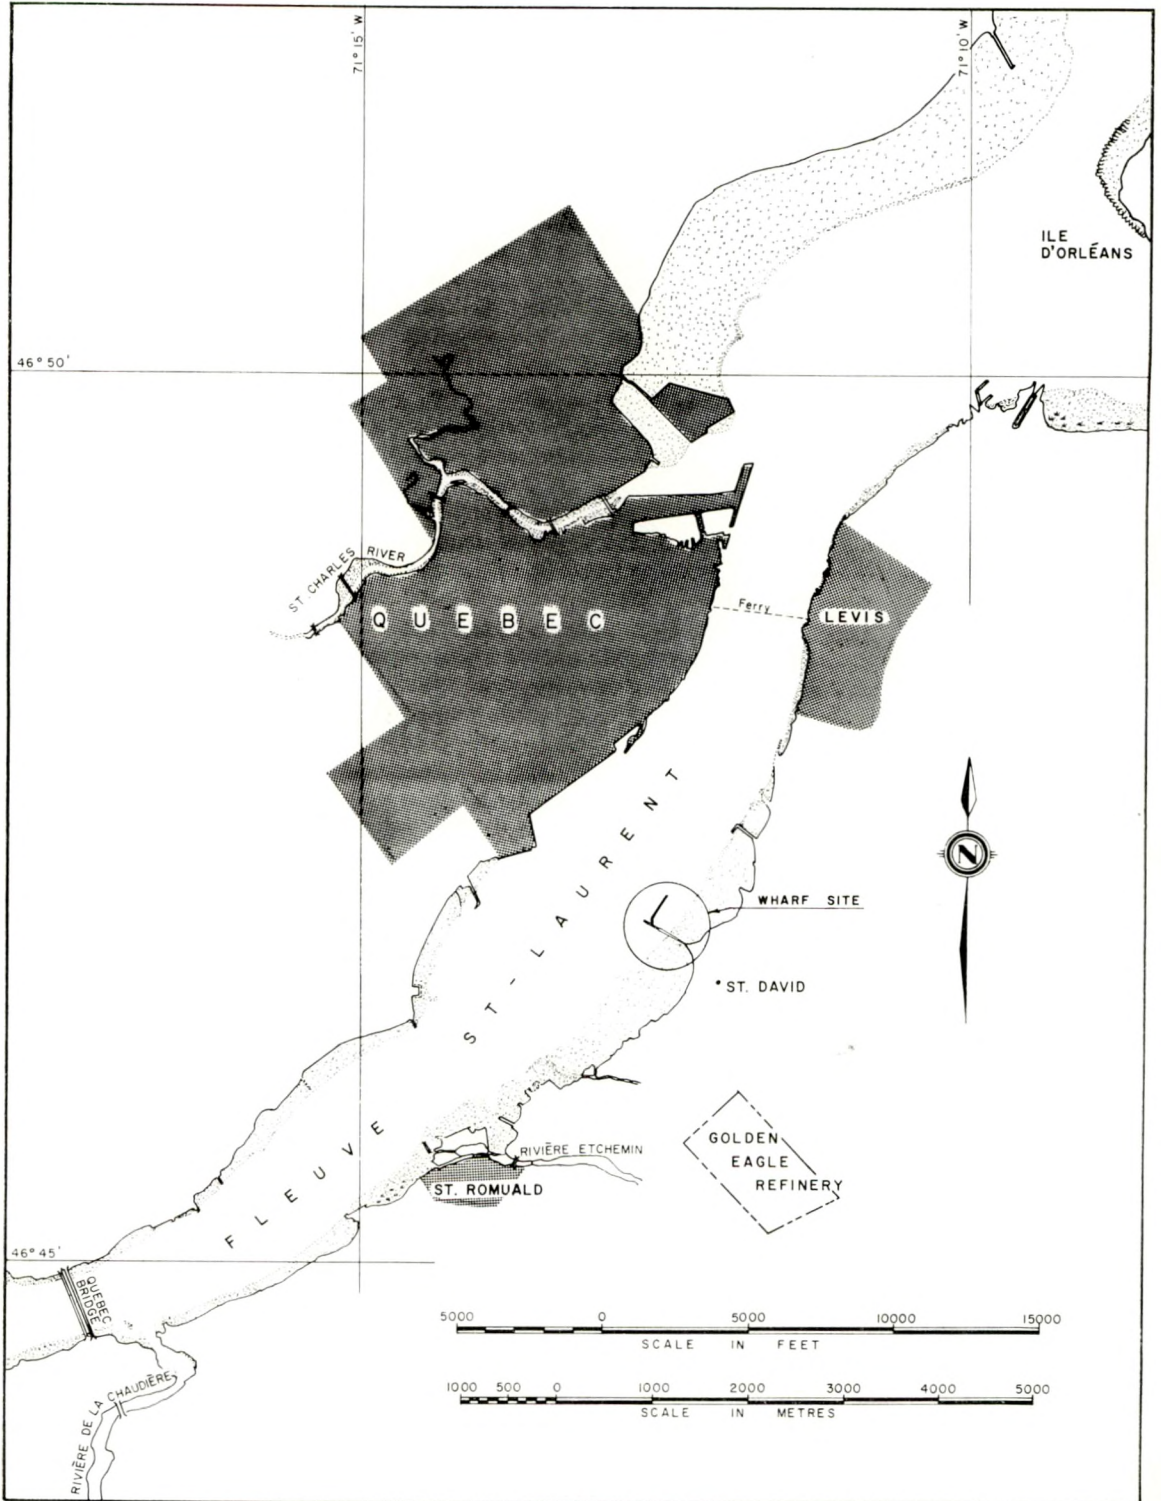 71° 15' W
71° 10' W
ILE
D'ORLÉANS
46° 50'
ST. CHARLES RIVER
QUEBEC
Ferry
LEVIS
FLEUVE ST-LAURENT
N
WHARF SITE
ST. DAVID
GOLDEN
EAGLE
REFINERY
RIVIÈRE ETCHEMIN
ST. ROMUALD
46° 45'
QUEBEC
BRIDGE
RIVIÈRE DE LA CHAUDIÈRE
5000 0 5000 10000 15000
SCALE IN FEET
1000 500 0 1000 2000 3000 4000 5000
SCALE IN METRES